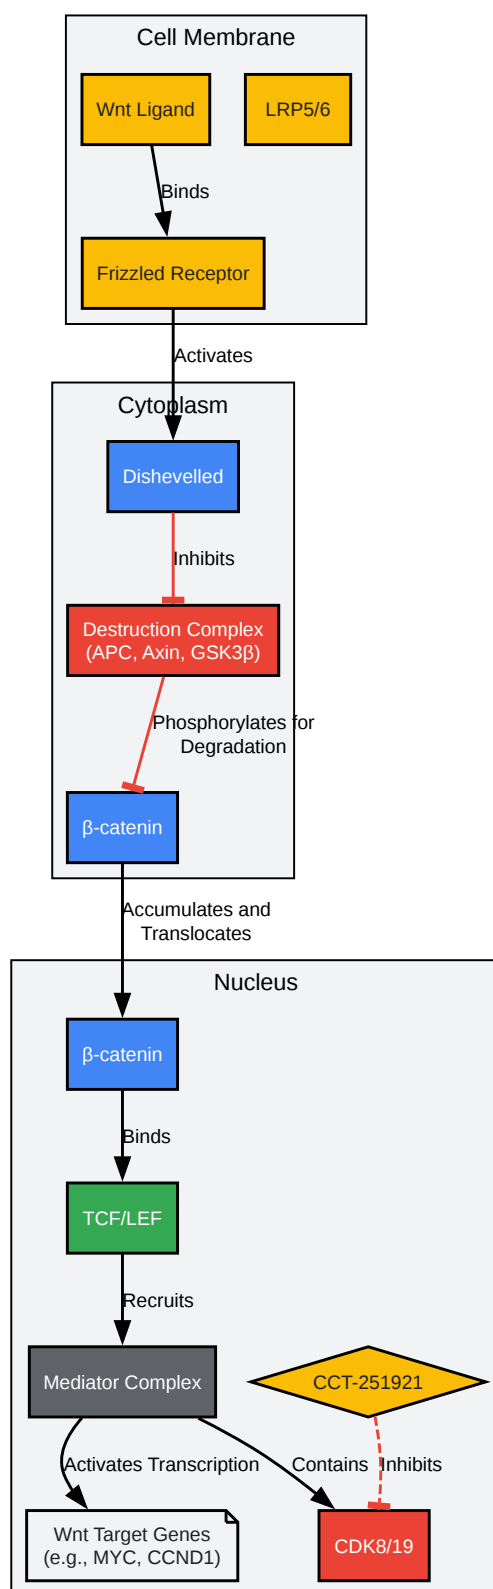 Cell Membrane
Wnt Ligand
LRP5/6
Binds
Frizzled Receptor
Activates
Cytoplasm
Dishevelled
Inhibits
Destruction Complex
(APC, Axin, GSK3β)
Phosphorylates for
Degradation
β-catenin
Accumulates and
Translocates
Nucleus
β-catenin
Binds
TCF/LEF
Recruits
Mediator Complex
CCT-251921
Activates Transcription
Contains
Inhibits
Wnt Target Genes
(e.g., MYC, CCND1)
CDK8/19